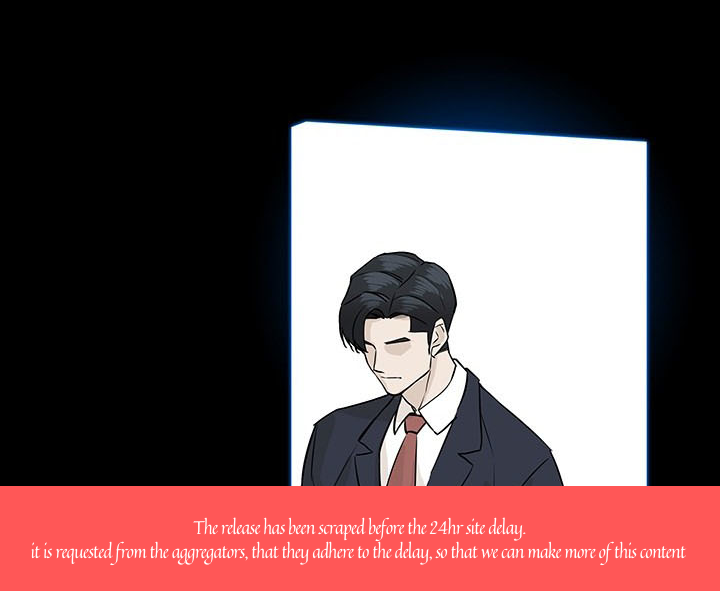 The release has been scraped before the 24hr site delay.
it is requested from the aggregators, that they adhere to the delay, so that we can make more of this content